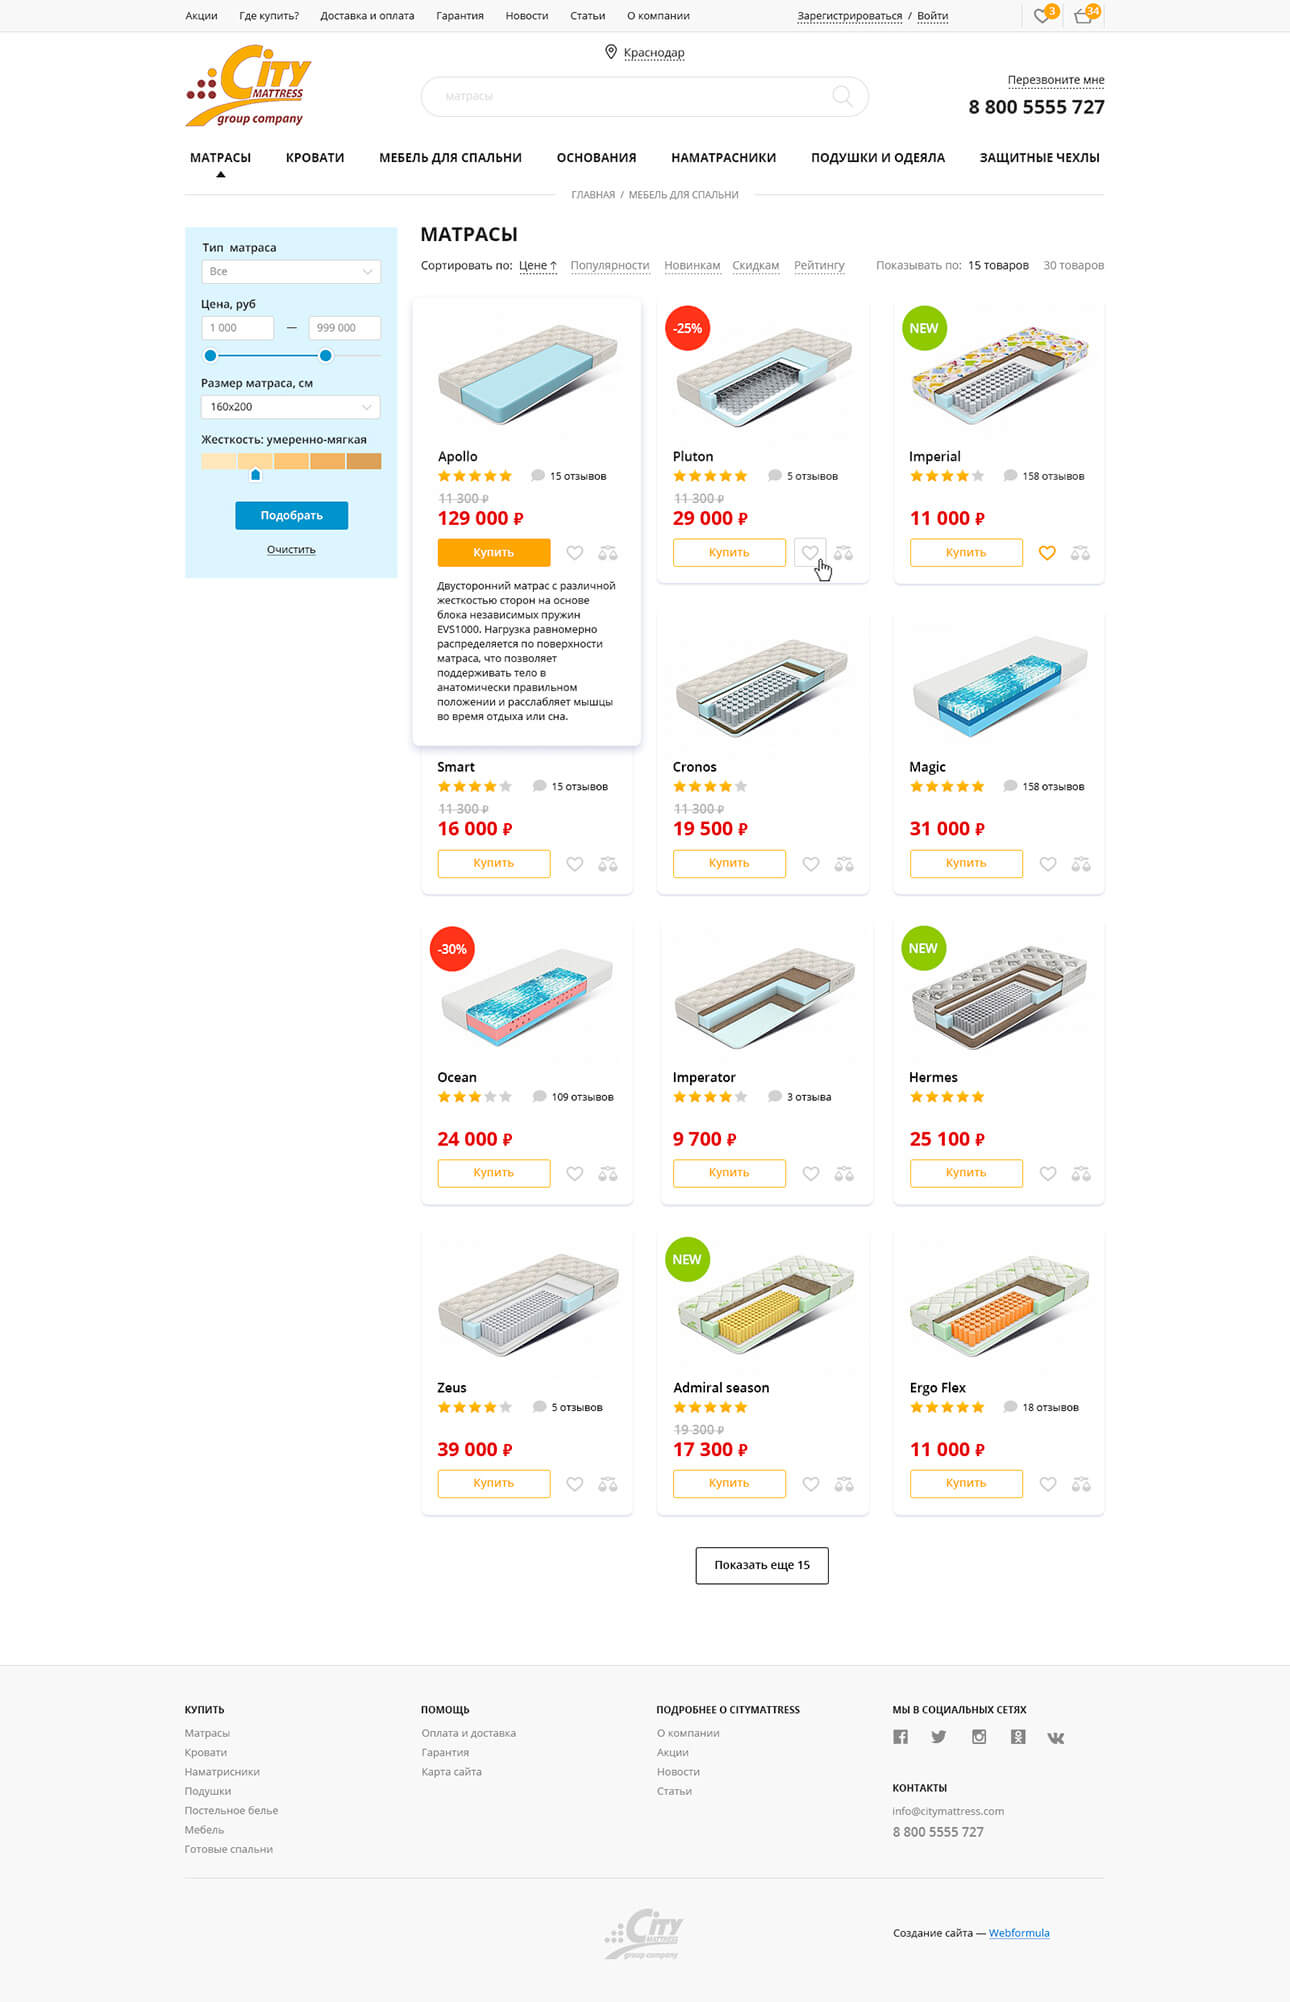 Акции Где купить? Доставка и оплата Гарантия Новости Статьи О компании Зарегистрироваться / Войти 3 34
Краснодар
CITY
MATTRESS
group company
матрасы
Перезвоните мне
8 800 5555 727
МАТРАСЫ КРОВАТИ МЕБЕЛЬ ДЛЯ СПАЛЬНИ ОСНОВАНИЯ НАМАТРАСНИКИ ПОДУШКИ И ОДЕЯЛА ЗАЩИТНЫЕ ЧЕХЛЫ
ГЛАВНАЯ / МЕБЕЛЬ ДЛЯ СПАЛЬНИ
Тип матраса
Все
Цена, руб
1 000 — 999 000
Размер матраса, см
160x200
Жесткость: умеренно-мягкая
Подобрать
Очистить
МАТРАСЫ
Сортировать по: Цене ↑ Популярности Новинкам Скидкам Рейтингу Показывать по: 15 товаров 30 товаров
Apollo
15 отзывов
11 300 ₽
129 000 ₽
Купить
Двусторонний матрас с различной
жесткостью сторон на основе
блока независимых пружин
EVS1000. Нагрузка равномерно
распределяется по поверхности
матраса, что позволяет
поддерживать тело в
анатомически правильном
положении и расслабляет мышцы
во время отдыха или сна.
-25%
Pluton
5 отзывов
11 300 ₽
29 000 ₽
Купить
NEW
Imperial
158 отзывов
11 000 ₽
Купить
Smart
15 отзывов
11 300 ₽
16 000 ₽
Купить
Cronos
11 300 ₽
19 500 ₽
Купить
Magic
158 отзывов
31 000 ₽
Купить
-30%
Ocean
109 отзывов
24 000 ₽
Купить
Imperator
3 отзыва
9 700 ₽
Купить
NEW
Hermes
25 100 ₽
Купить
Zeus
5 отзывов
39 000 ₽
Купить
NEW
Admiral season
19 300 ₽
17 300 ₽
Купить
Ergo Flex
18 отзывов
11 000 ₽
Купить
Показать еще 15
КУПИТЬ
Матрасы
Кровати
Наматрисники
Подушки
Постельное белье
Мебель
Готовые спальни
ПОМОЩЬ
Оплата и доставка
Гарантия
Карта сайта
ПОДРОБНЕЕ О CITYMATTRESS
О компании
Акции
Новости
Статьи
МЫ В СОЦИАЛЬНЫХ СЕТЯХ
КОНТАКТЫ
info@citymattress.com
8 800 5555 727
CITY
MATTRESS
group company
Создание сайта — Webformula